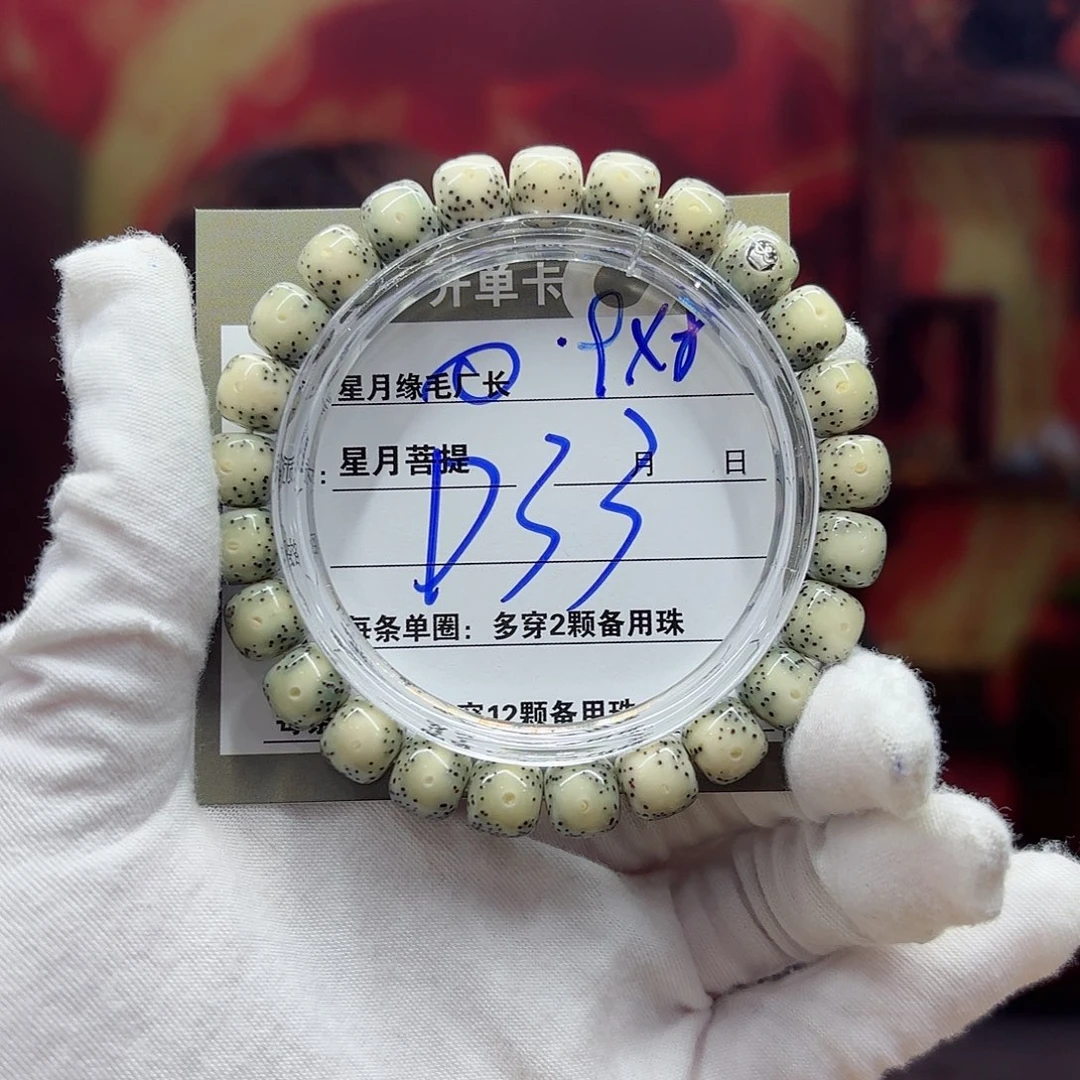 开单卡
·9X8
星月缘毛厂长
星月菩提 月 日
D33
每条单圈：多穿2颗备用珠
穿12颗备用珠